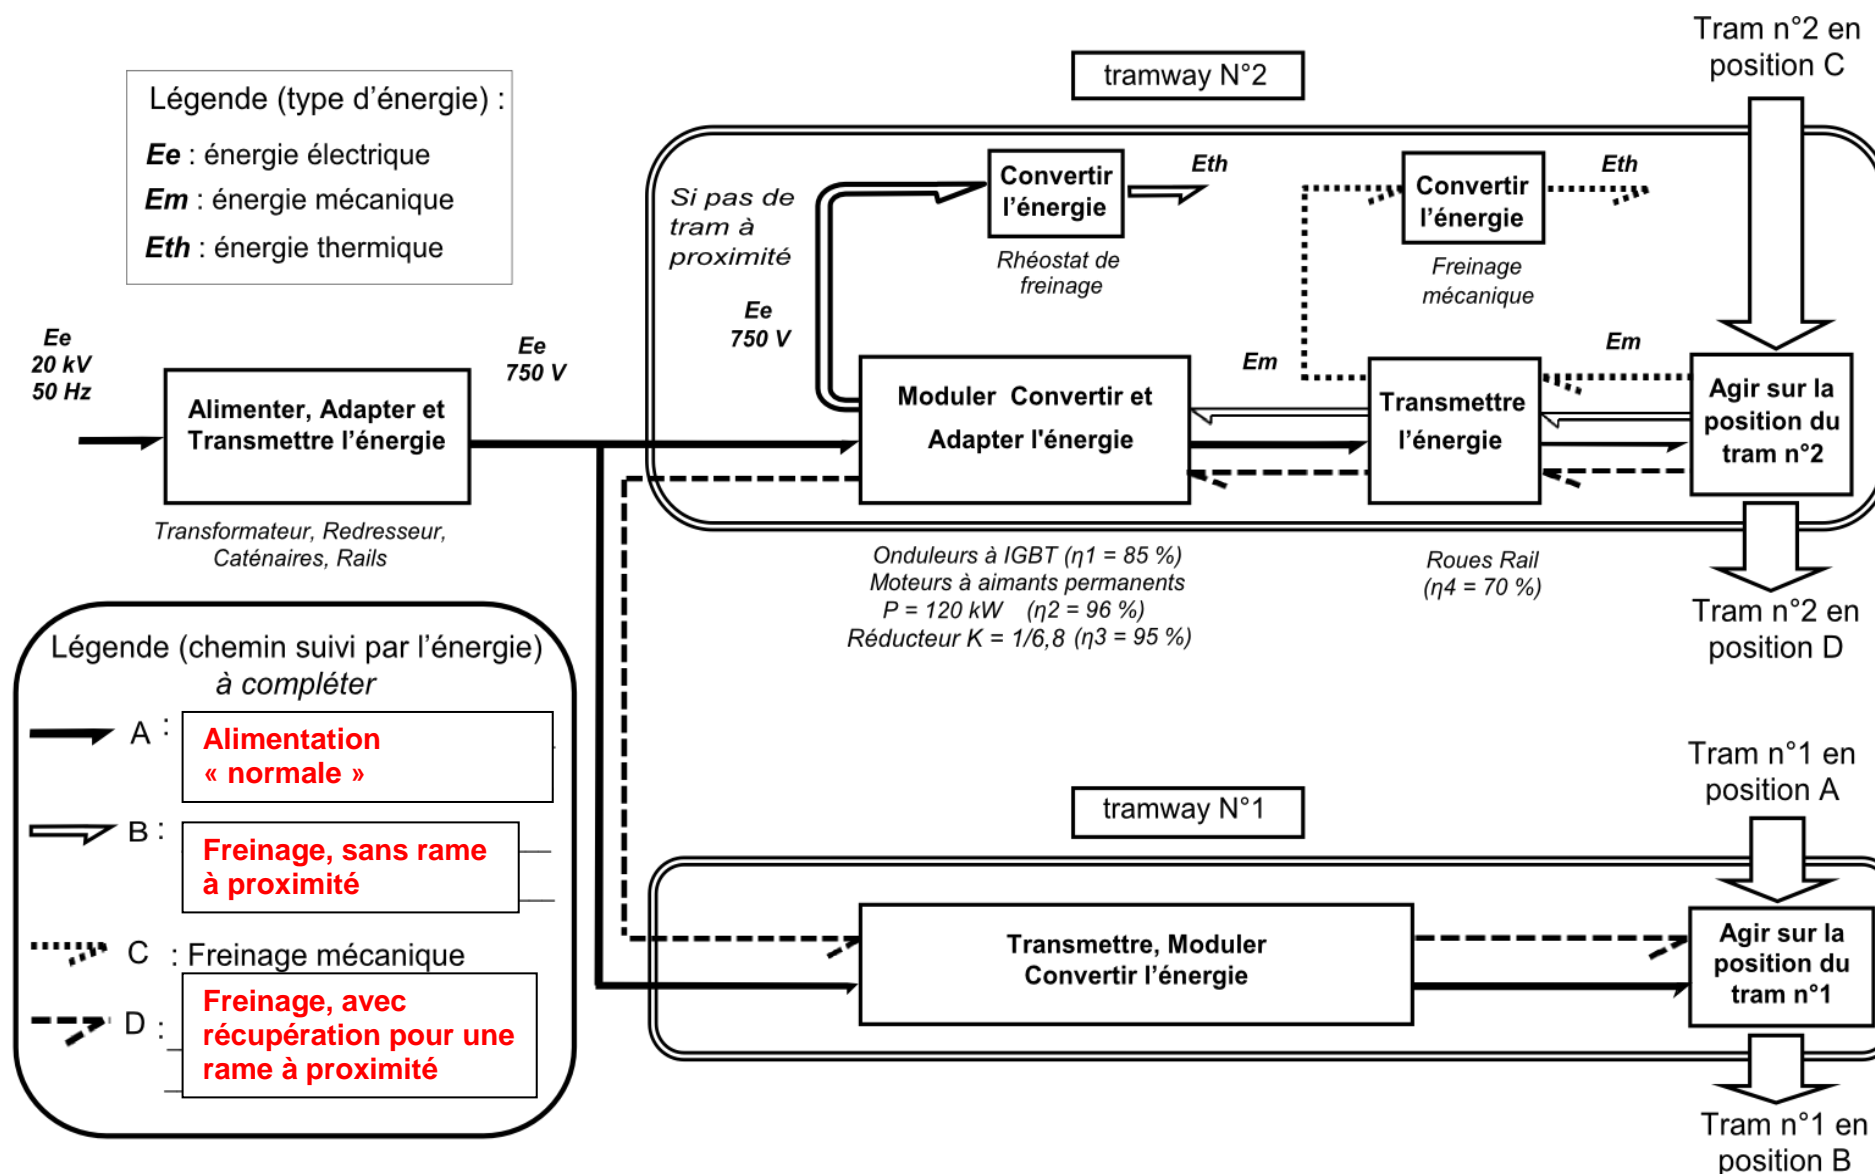 Tram n°2 en
position C
tramway N°2
Légende (type d'énergie) :
Ee : énergie électrique
Em : énergie mécanique
Eth : énergie thermique
Si pas de
tram à
proximité
Convertir
l'énergie
Eth
Rhéostat de
freinage
Convertir
l'énergie
Eth
Freinage
mécanique
Ee
20 kV
50 Hz
Alimenter, Adapter et
Transmettre l'énergie
Transformateur, Redresseur,
Caténaires, Rails
Ee
750 V
Ee
750 V
Moduler Convertir et
Adapter l'énergie
Em
Transmettre
l'énergie
Em
Agir sur la
position du
tram n°2
Onduleurs à IGBT (η1 = 85 %)
Moteurs à aimants permanents
P = 120 kW (η2 = 96 %)
Réducteur K = 1/6,8 (η3 = 95 %)
Roues Rail
(η4 = 70 %)
Tram n°2 en
position D
Légende (chemin suivi par l'énergie)
à compléter
A :
Alimentation
« normale »
B :
Freinage, sans rame
à proximité
C : Freinage mécanique
D :
Freinage, avec
récupération pour une
rame à proximité
Tram n°1 en
position A
tramway N°1
Transmettre, Moduler
Convertir l'énergie
Agir sur la
position du
tram n°1
Tram n°1 en
position B